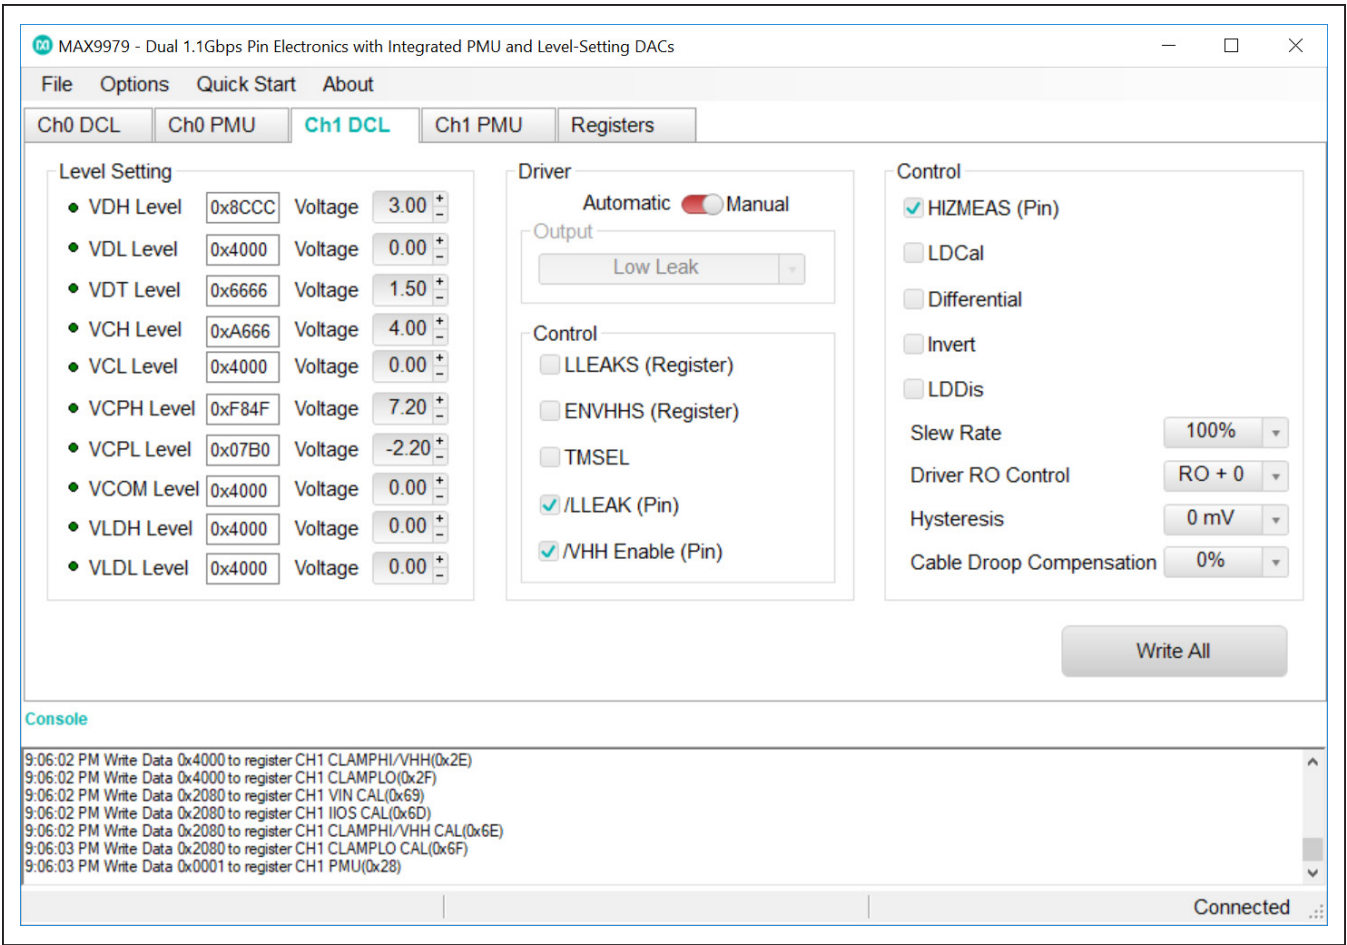 MAX9979 - Dual 1.1Gbps Pin Electronics with Integrated PMU and Level-Setting DACs
File Options Quick Start About
Ch0 DCL Ch0 PMU Ch1 DCL Ch1 PMU Registers
Level Setting
VDH Level 0x8CCC Voltage 3.00 + -
VDL Level 0x4000 Voltage 0.00 + -
VDT Level 0x6666 Voltage 1.50 + -
VCH Level 0xA666 Voltage 4.00 + -
VCL Level 0x4000 Voltage 0.00 + -
VCPH Level 0xF84F Voltage 7.20 + -
VCPL Level 0x07B0 Voltage -2.20 + -
VCOM Level 0x4000 Voltage 0.00 + -
VLDH Level 0x4000 Voltage 0.00 + -
VLDL Level 0x4000 Voltage 0.00 + -
Driver
Automatic Manual
Output
Low Leak
Control
LLEAKS (Register)
ENVHHS (Register)
TMSEL
/LLEAK (Pin)
/VHH Enable (Pin)
Control
HIZMEAS (Pin)
LDCal
Differential
Invert
LDDis
Slew Rate 100%
Driver RO Control RO + 0
Hysteresis 0 mV
Cable Droop Compensation 0%
Write All
Console
9:06:02 PM Write Data 0x4000 to register CH1 CLAMPHI/VHH(0x2E)
9:06:02 PM Write Data 0x4000 to register CH1 CLAMPLO(0x2F)
9:06:02 PM Write Data 0x2080 to register CH1 VIN CAL(0x69)
9:06:02 PM Write Data 0x2080 to register CH1 IIOS CAL(0x6D)
9:06:02 PM Write Data 0x2080 to register CH1 CLAMPHI/VHH CAL(0x6E)
9:06:03 PM Write Data 0x2080 to register CH1 CLAMPLO CAL(0x6F)
9:06:03 PM Write Data 0x0001 to register CH1 PMU(0x28)
Connected